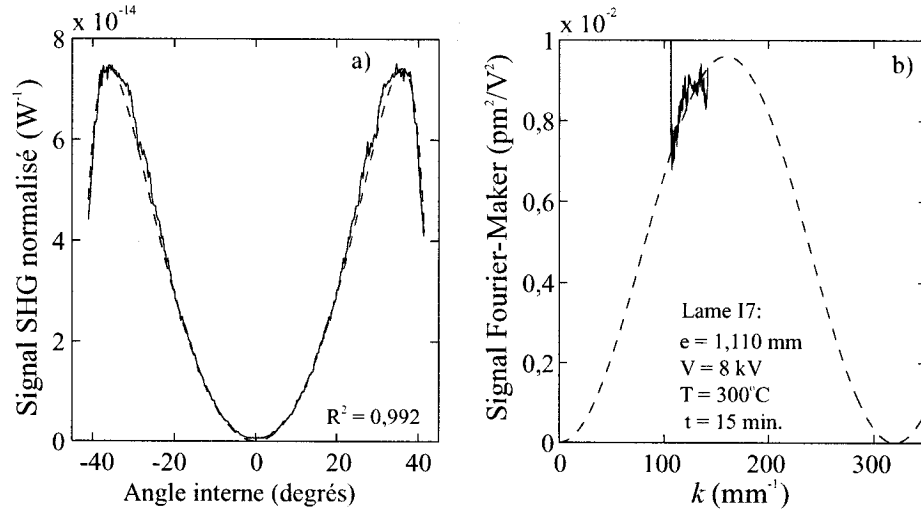 x 10⁻¹⁴
8
6
4
2
0
-40
-20
0
20
40
Signal SHG normalisé (W⁻¹)
Angle interne (degrés)
a)
R² = 0,992
x 10⁻²
1
0,8
0,6
0,4
0,2
0
0
100
200
300
Signal Fourier-Maker (pm²/V²)
k (mm⁻¹)
b)
Lame I7:
e = 1,110 mm
V = 8 kV
T = 300°C
t = 15 min.